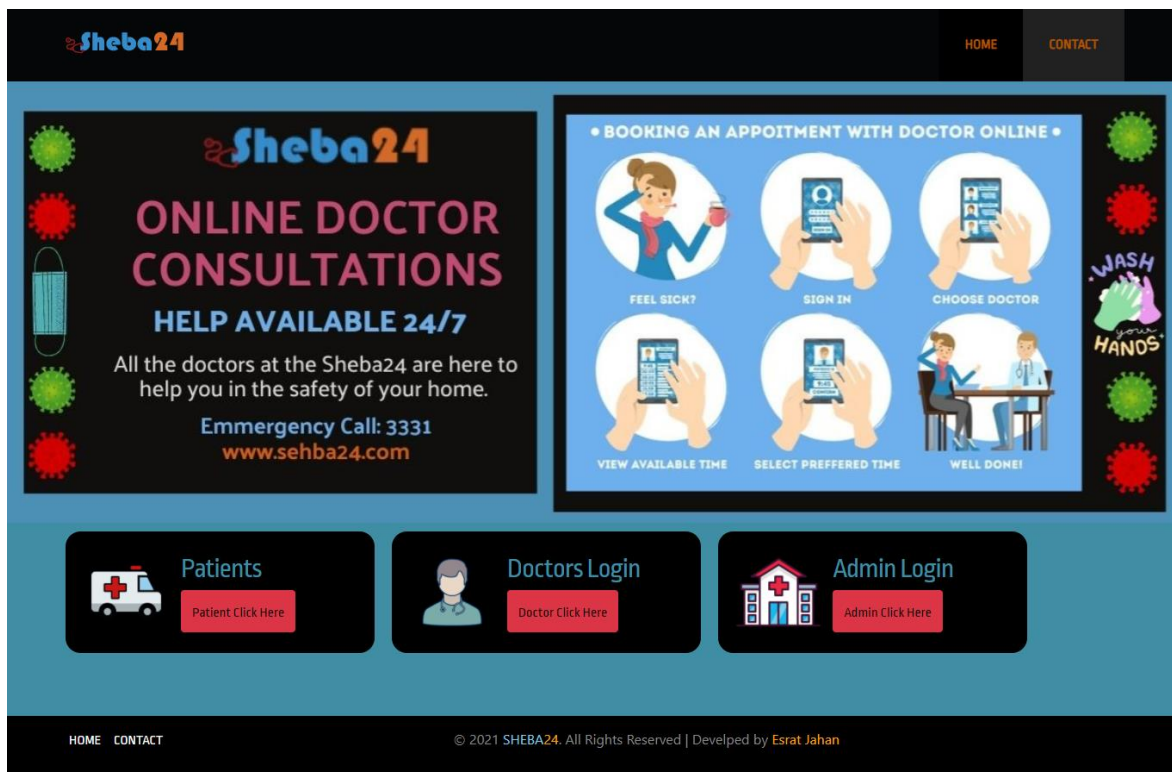 Sheba24
HOME CONTACT
Sheba24
ONLINE DOCTOR
CONSULTATIONS
HELP AVAILABLE 24/7
All the doctors at the Sheba24 are here to
help you in the safety of your home.
Emmergency Call: 3331
www.sehba24.com
• BOOKING AN APPOITMENT WITH DOCTOR ONLINE •
FEEL SICK? SIGN IN CHOOSE DOCTOR
VIEW AVAILABLE TIME SELECT PREFFERED TIME WELL DONE!
WASH
your
HANDS
Patients
Patient Click Here
Doctors Login
Doctor Click Here
Admin Login
Admin Click Here
HOME CONTACT
© 2021 SHEBA24. All Rights Reserved | Develped by Esrat Jahan